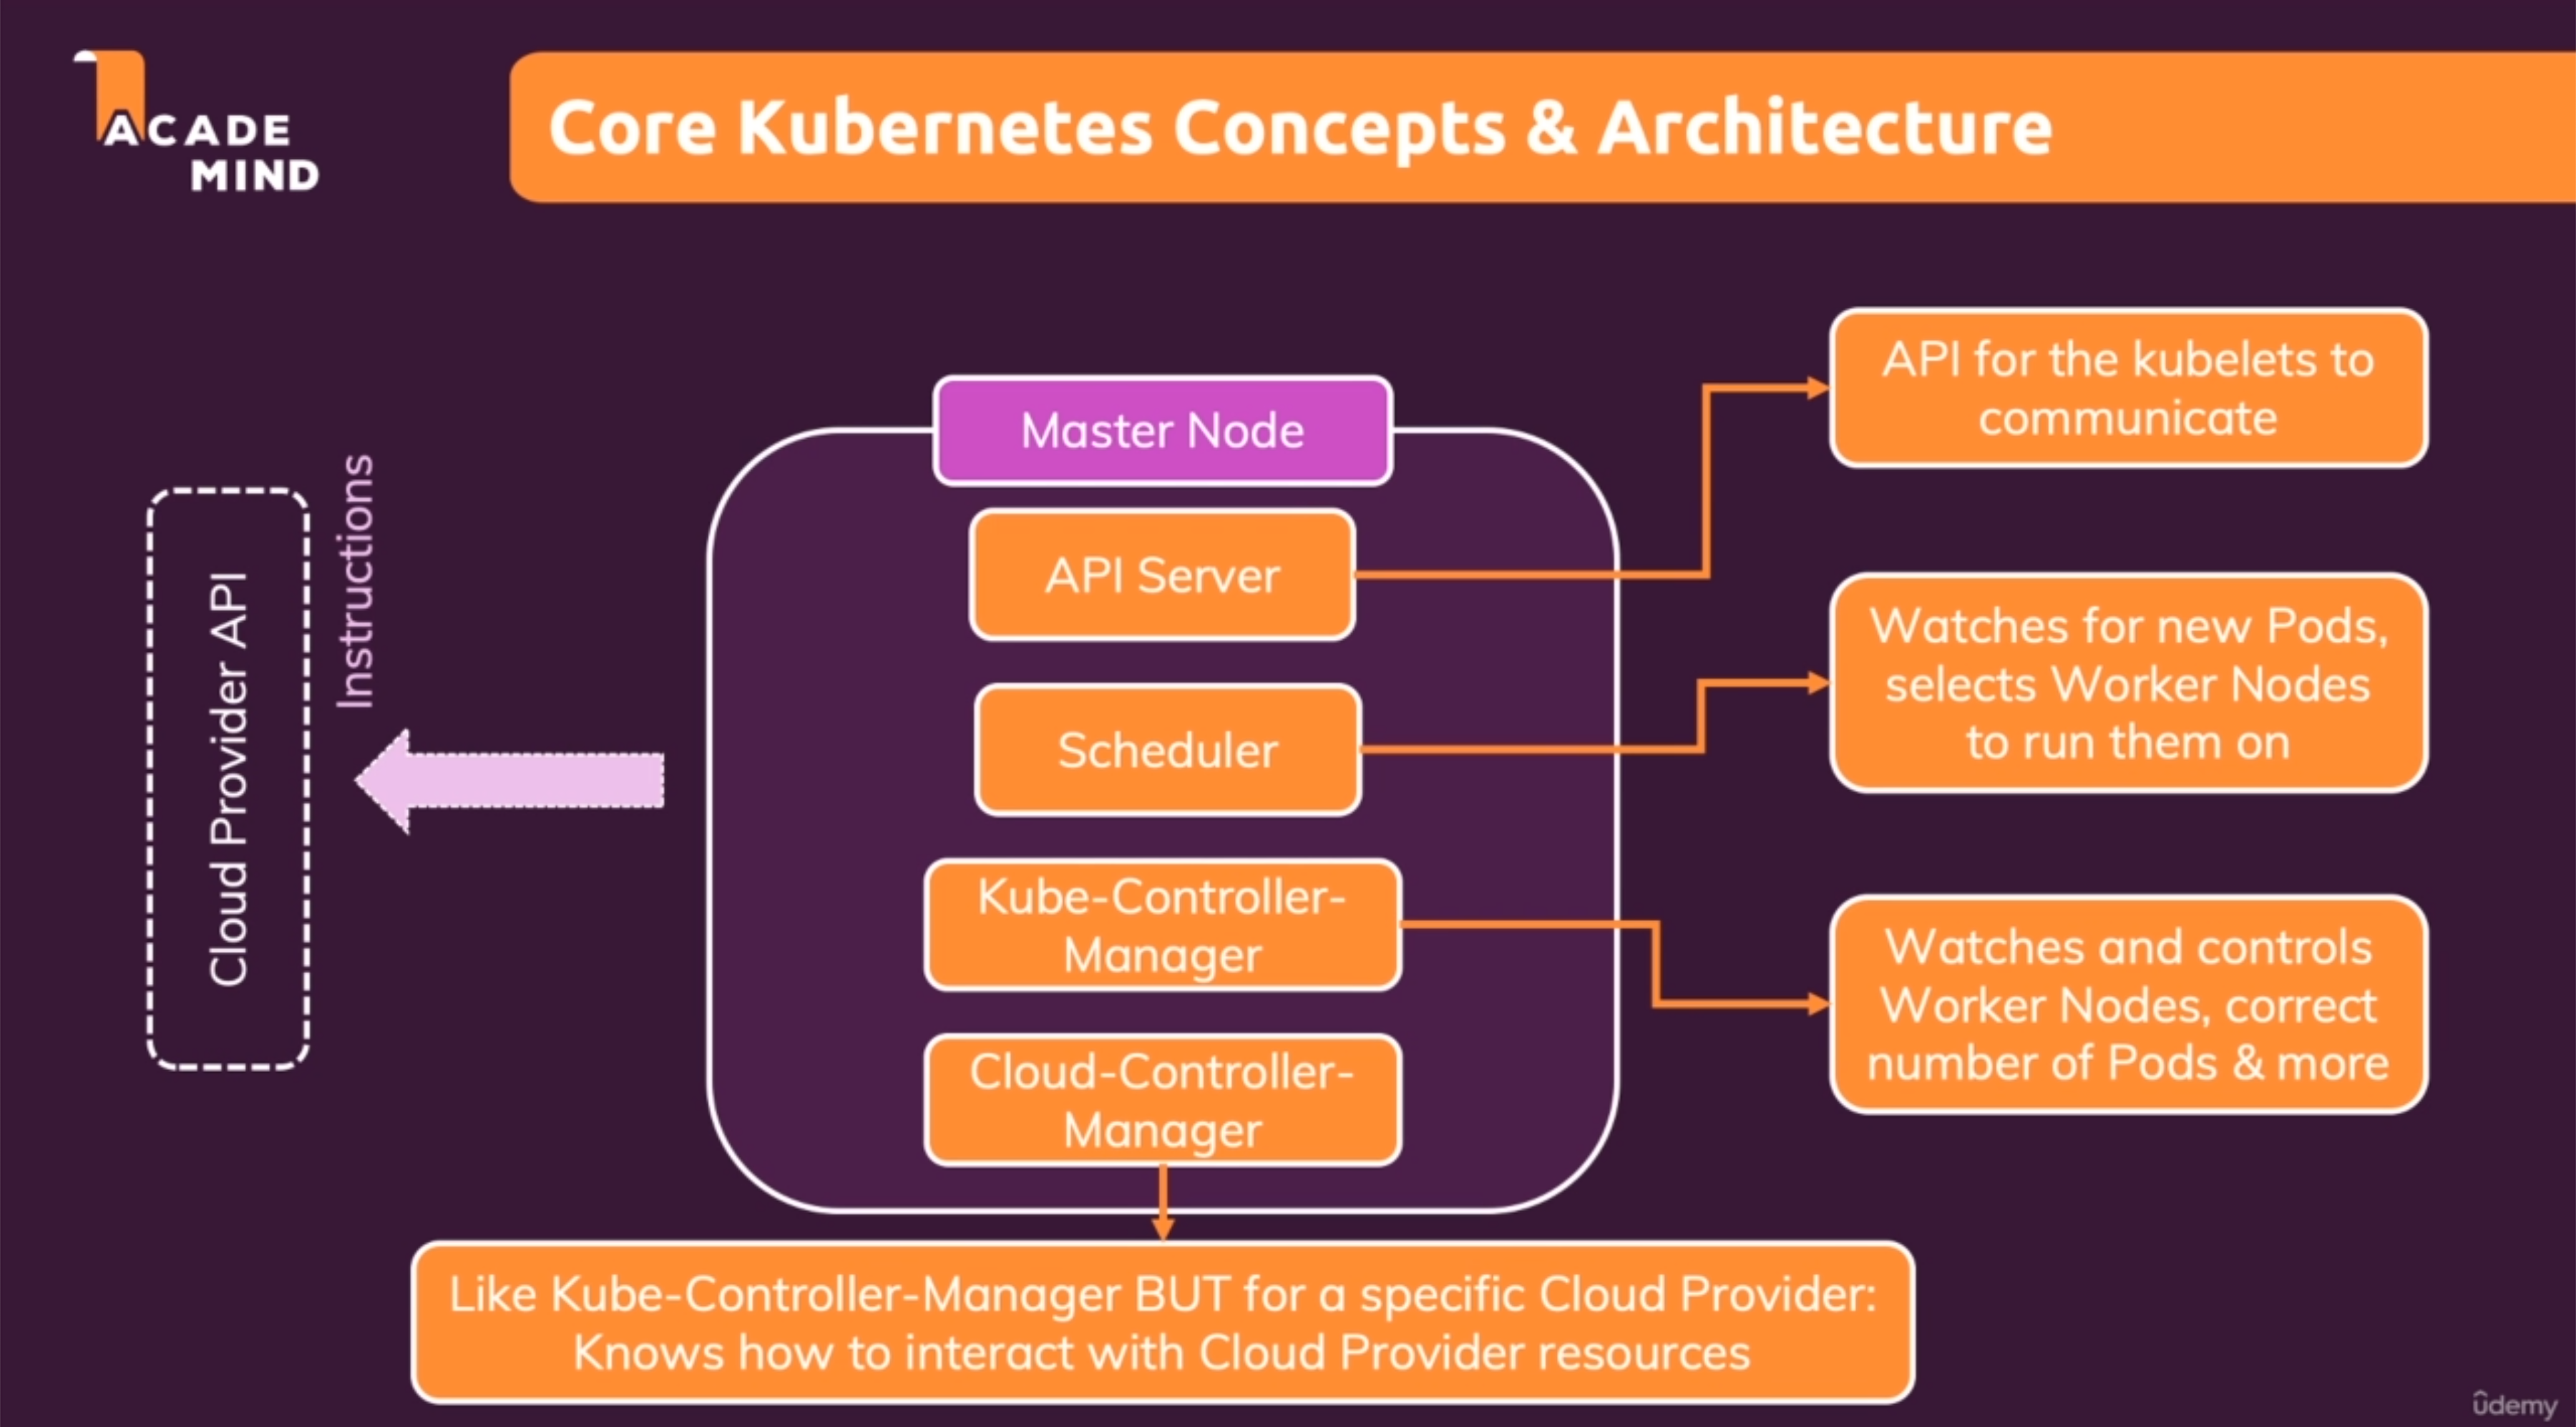 ACADE
MIND
Core Kubernetes Concepts & Architecture
Cloud Provider API
Instructions
Master Node
API Server
Scheduler
Kube-Controller-
Manager
Cloud-Controller-
Manager
API for the kubelets to
communicate
Watches for new Pods,
selects Worker Nodes
to run them on
Watches and controls
Worker Nodes, correct
number of Pods & more
Like Kube-Controller-Manager BUT for a specific Cloud Provider:
Knows how to interact with Cloud Provider resources
ûdemy